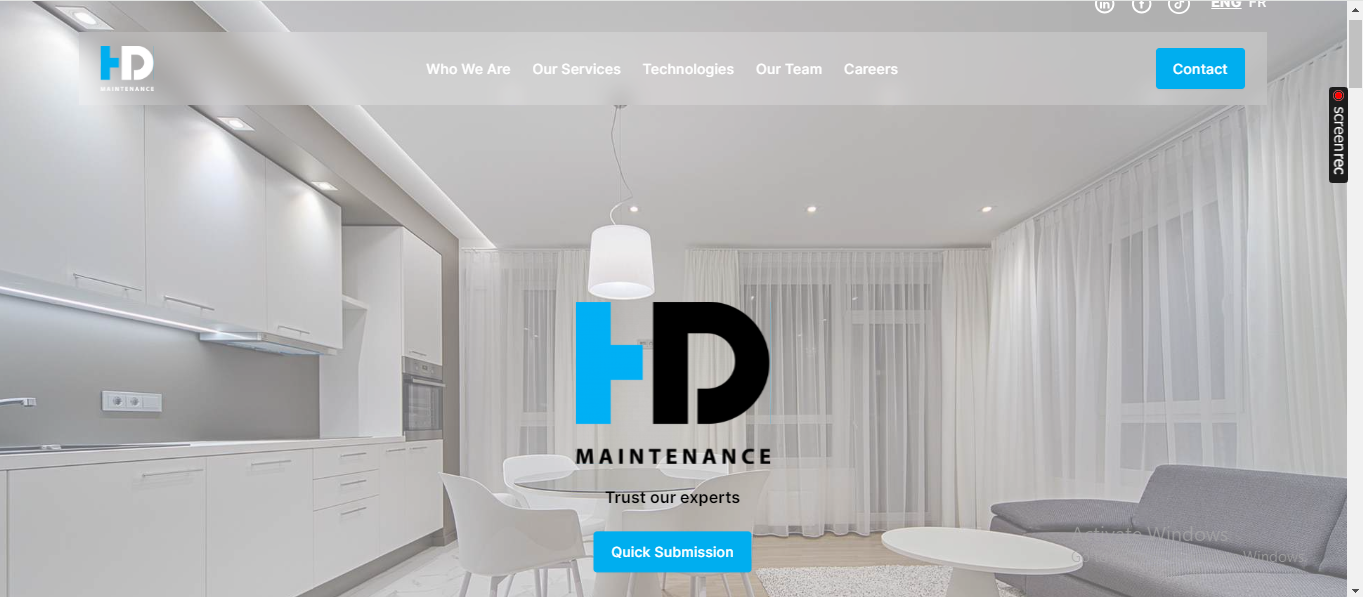 ENG FR
HD
MAINTENANCE
Who We Are
Our Services
Technologies
Our Team
Careers
Contact
screenrec
HD
MAINTENANCE
Trust our experts
Quick Submission
Activate Windows
Windows.